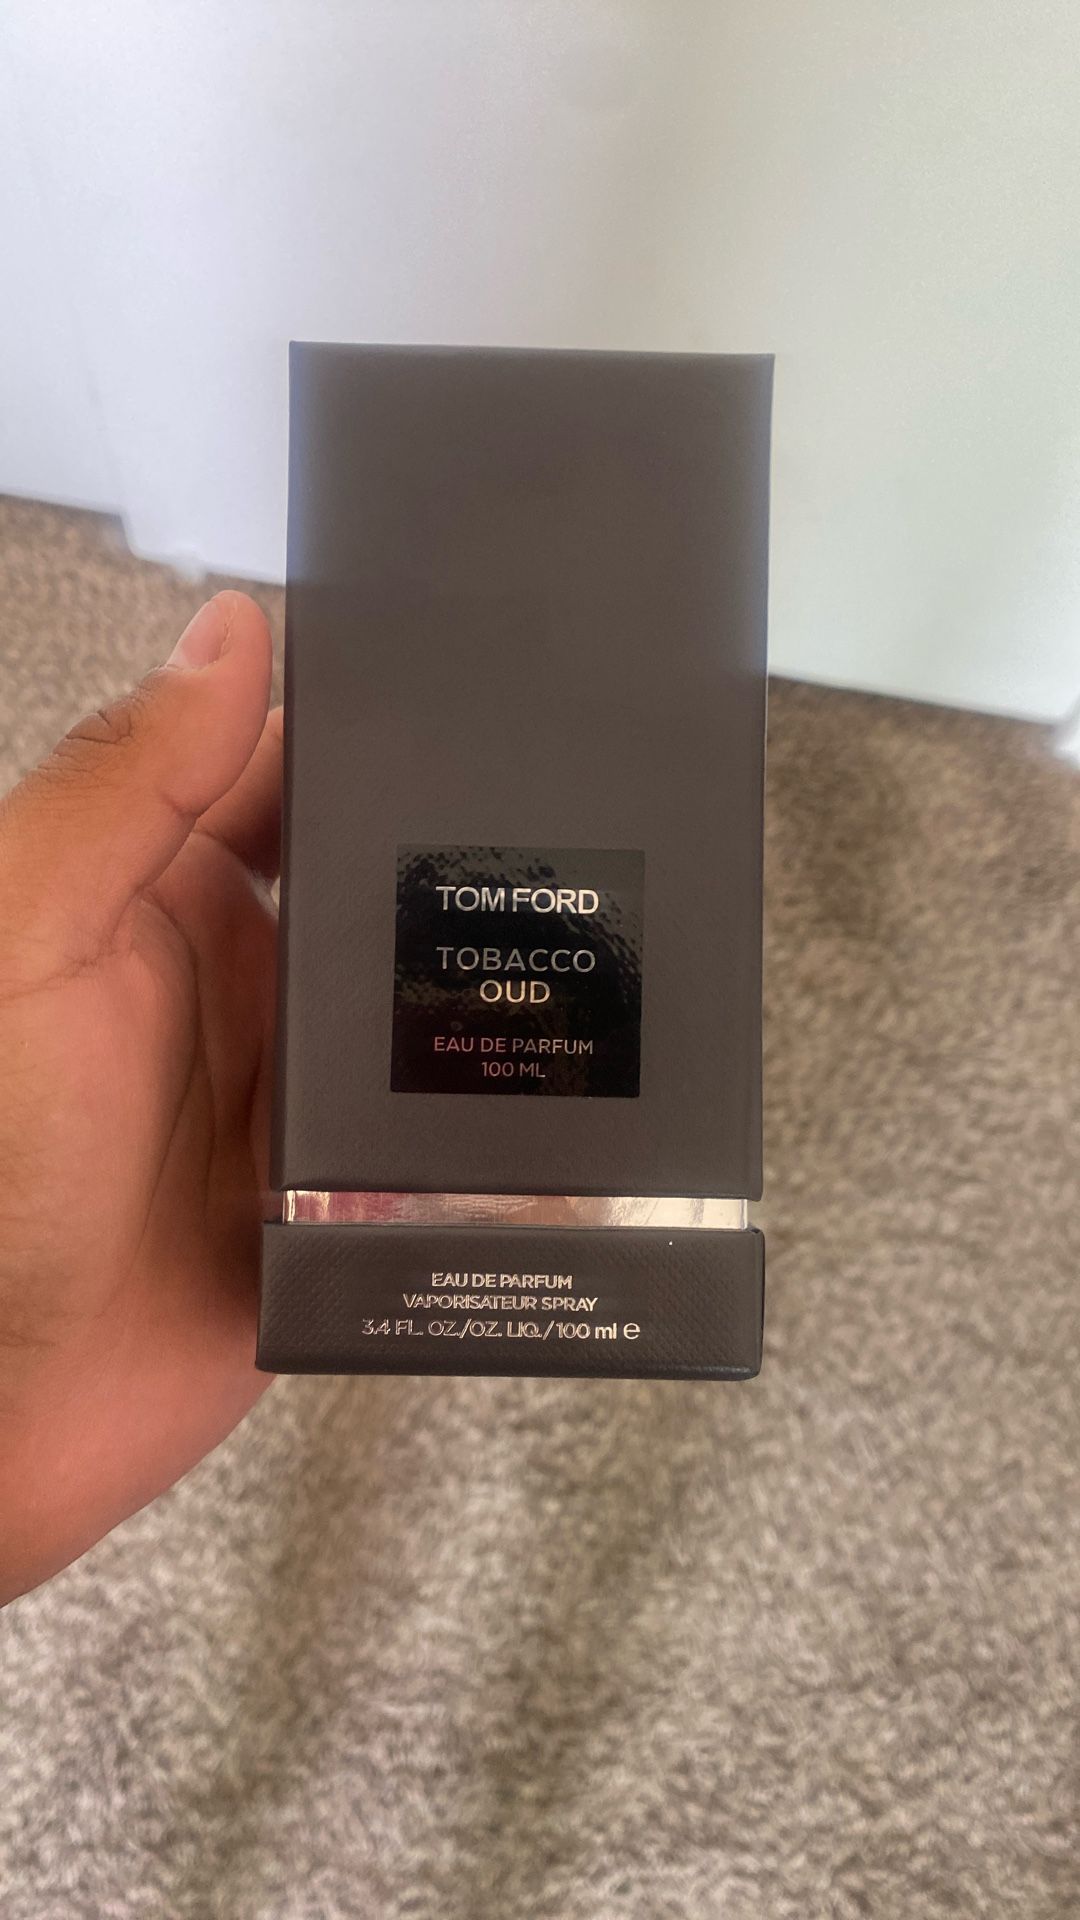 TOM FORD
TOBACCO
OUD
EAU DE PARFUM
100 ML
EAU DE PARFUM
VAPORISATEUR SPRAY
3.4 FL. OZ./OZ. LIQ./100 ml ℮